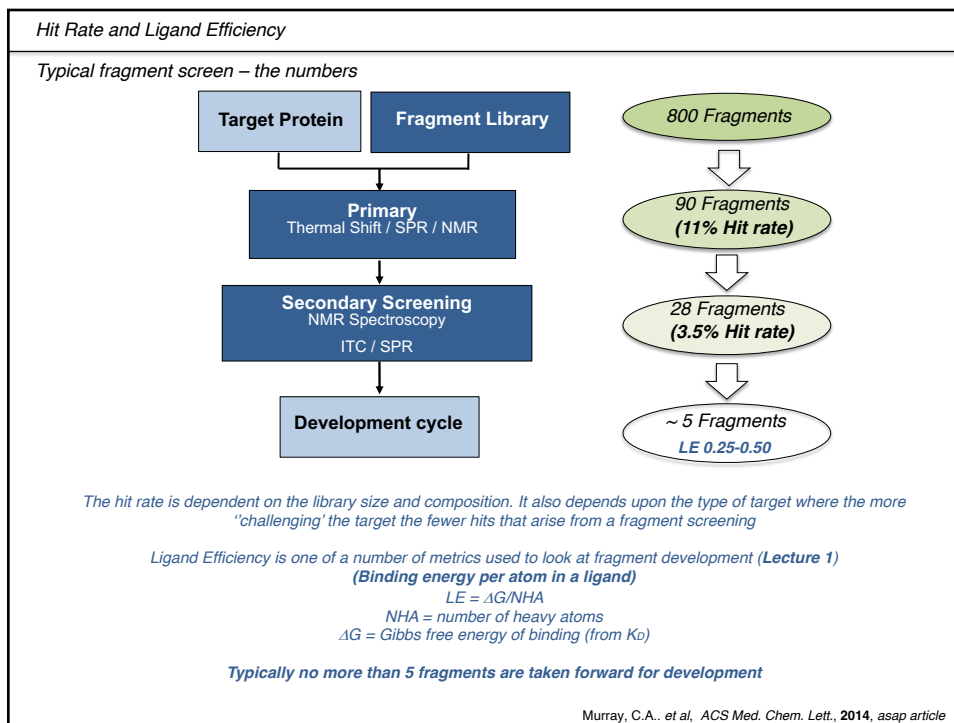 Hit Rate and Ligand Efficiency
Typical fragment screen – the numbers
Target Protein
Fragment Library
800 Fragments
Primary
Thermal Shift / SPR / NMR
90 Fragments
(11% Hit rate)
Secondary Screening
NMR Spectroscopy
ITC / SPR
28 Fragments
(3.5% Hit rate)
Development cycle
~ 5 Fragments
LE 0.25-0.50
The hit rate is dependent on the library size and composition. It also depends upon the type of target where the more
‘’challenging’ the target the fewer hits that arise from a fragment screening
Ligand Efficiency is one of a number of metrics used to look at fragment development (Lecture 1)
(Binding energy per atom in a ligand)
LE = ΔG/NHA
NHA = number of heavy atoms
ΔG = Gibbs free energy of binding (from KD)
Typically no more than 5 fragments are taken forward for development
Murray, C.A.. et al, ACS Med. Chem. Lett., 2014, asap article